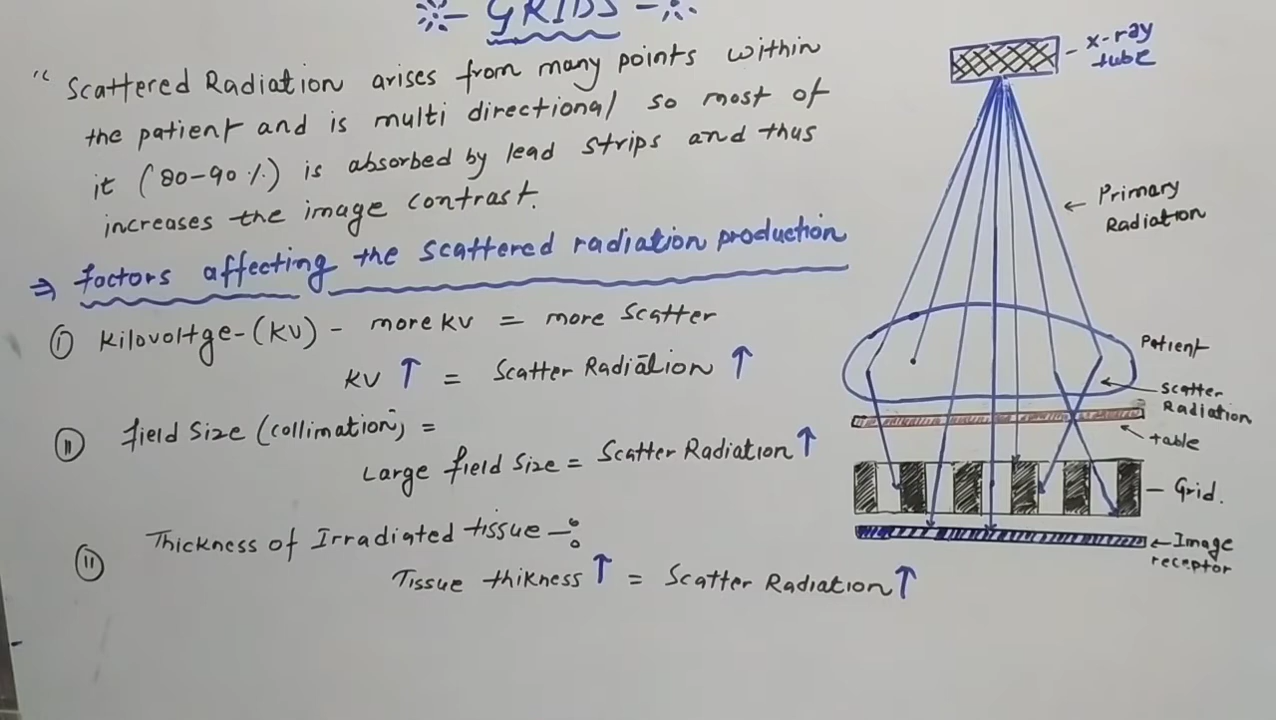 GRIDS
" Scattered Radiation arises from many points within
the patient and is multi directional so most of
it (80-90%) is absorbed by lead strips and thus
increases the image contrast.
⇒ factors affecting the scattered radiation production
① Kilovoltge-(KV) - more KV = more scatter
KV ↑ = Scatter Radiation ↑
⑪ field Size (collimation) =
Large field Size = Scatter Radiation ↑
⑪ Thickness of Irradiated tissue -:
Tissue thikness ↑ = Scatter Radiation ↑
x-ray
tube
Primary
Radiation
Patient
Scatter
Radiation
table
Grid.
Image
receptor